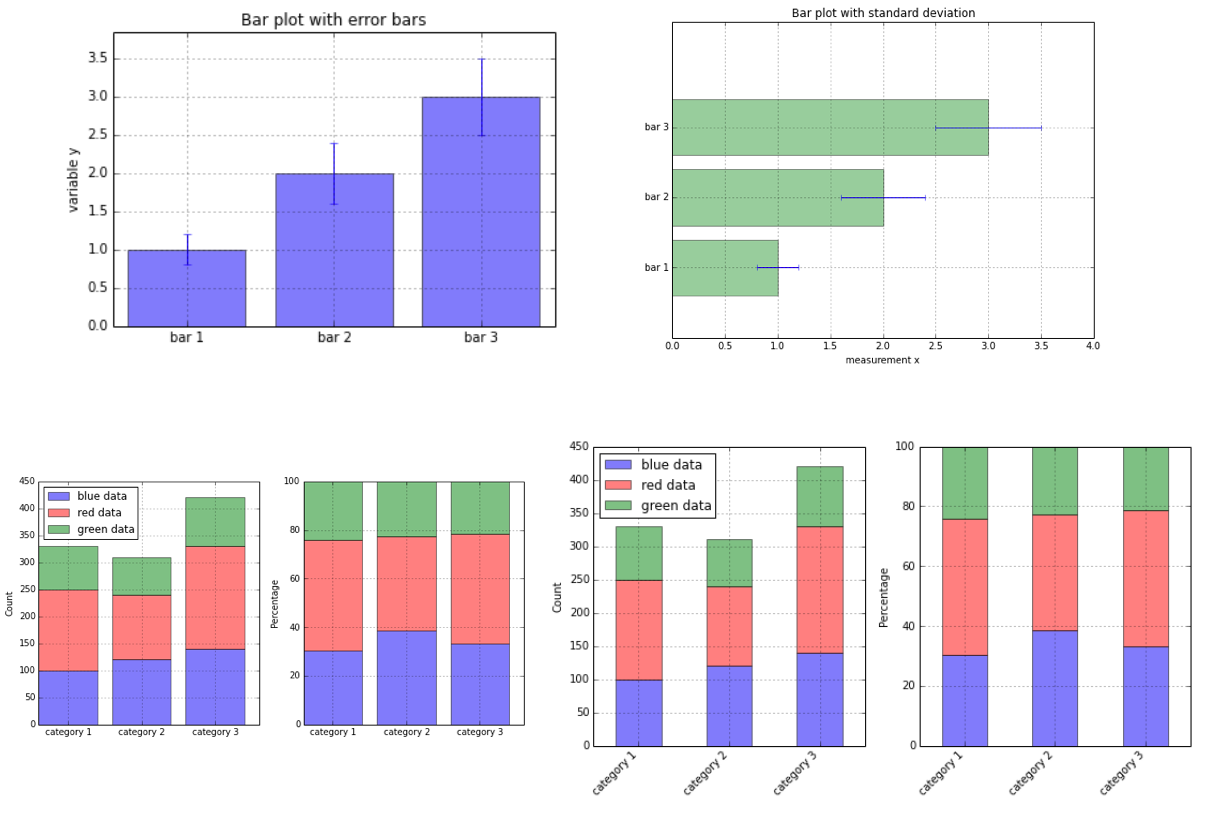 Bar plot with error bars
variable y
3.5
3.0
2.5
2.0
1.5
1.0
0.5
0.0
bar 1 bar 2 bar 3
Bar plot with standard deviation
bar 3
bar 2
bar 1
0.0 0.5 1.0 1.5 2.0 2.5 3.0 3.5 4.0
measurement x
Count
450
400
350
300
250
200
150
100
50
0
blue data
red data
green data
category 1 category 2 category 3
Percentage
100
80
60
40
20
0
category 1 category 2 category 3
Count
450
400
350
300
250
200
150
100
50
0
blue data
red data
green data
category 1 category 2 category 3
Percentage
100
80
60
40
20
0
category 1 category 2 category 3